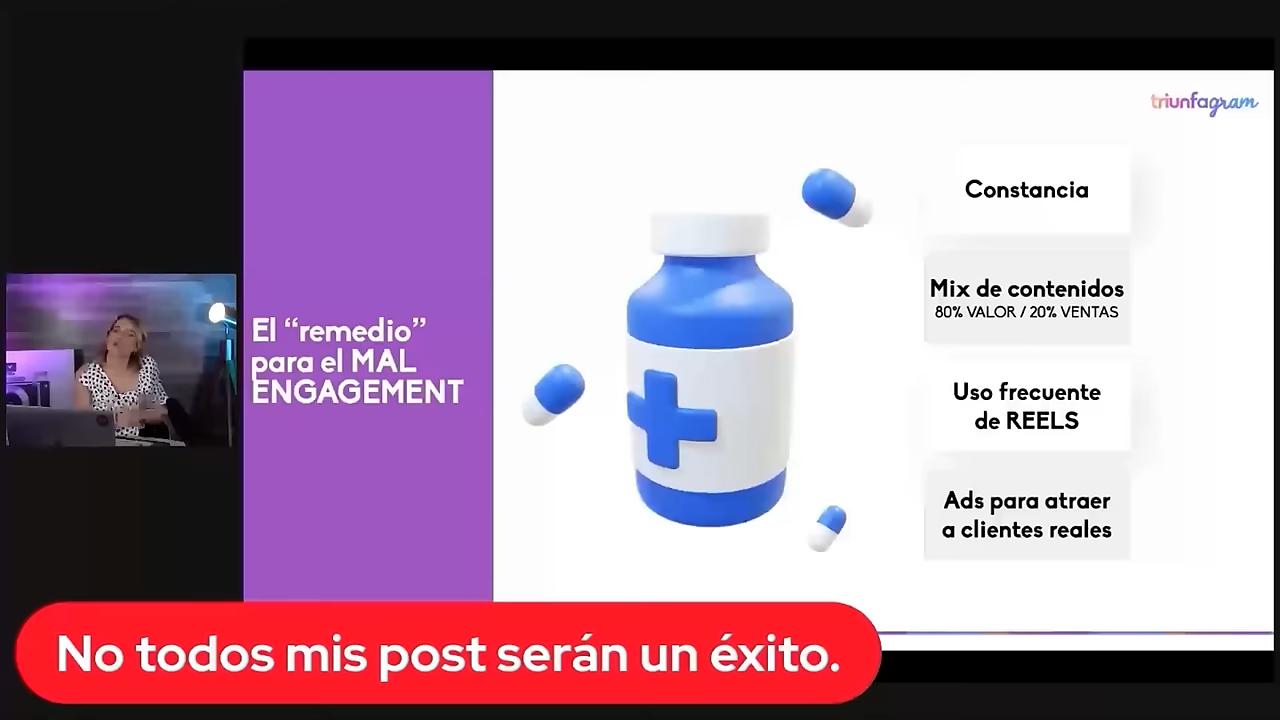 triunfagram
El “remedio”
para el MAL
ENGAGEMENT
Constancia
Mix de contenidos
80% VALOR / 20% VENTAS
Uso frecuente
de REELS
Ads para atraer
a clientes reales
No todos mis post serán un éxito.